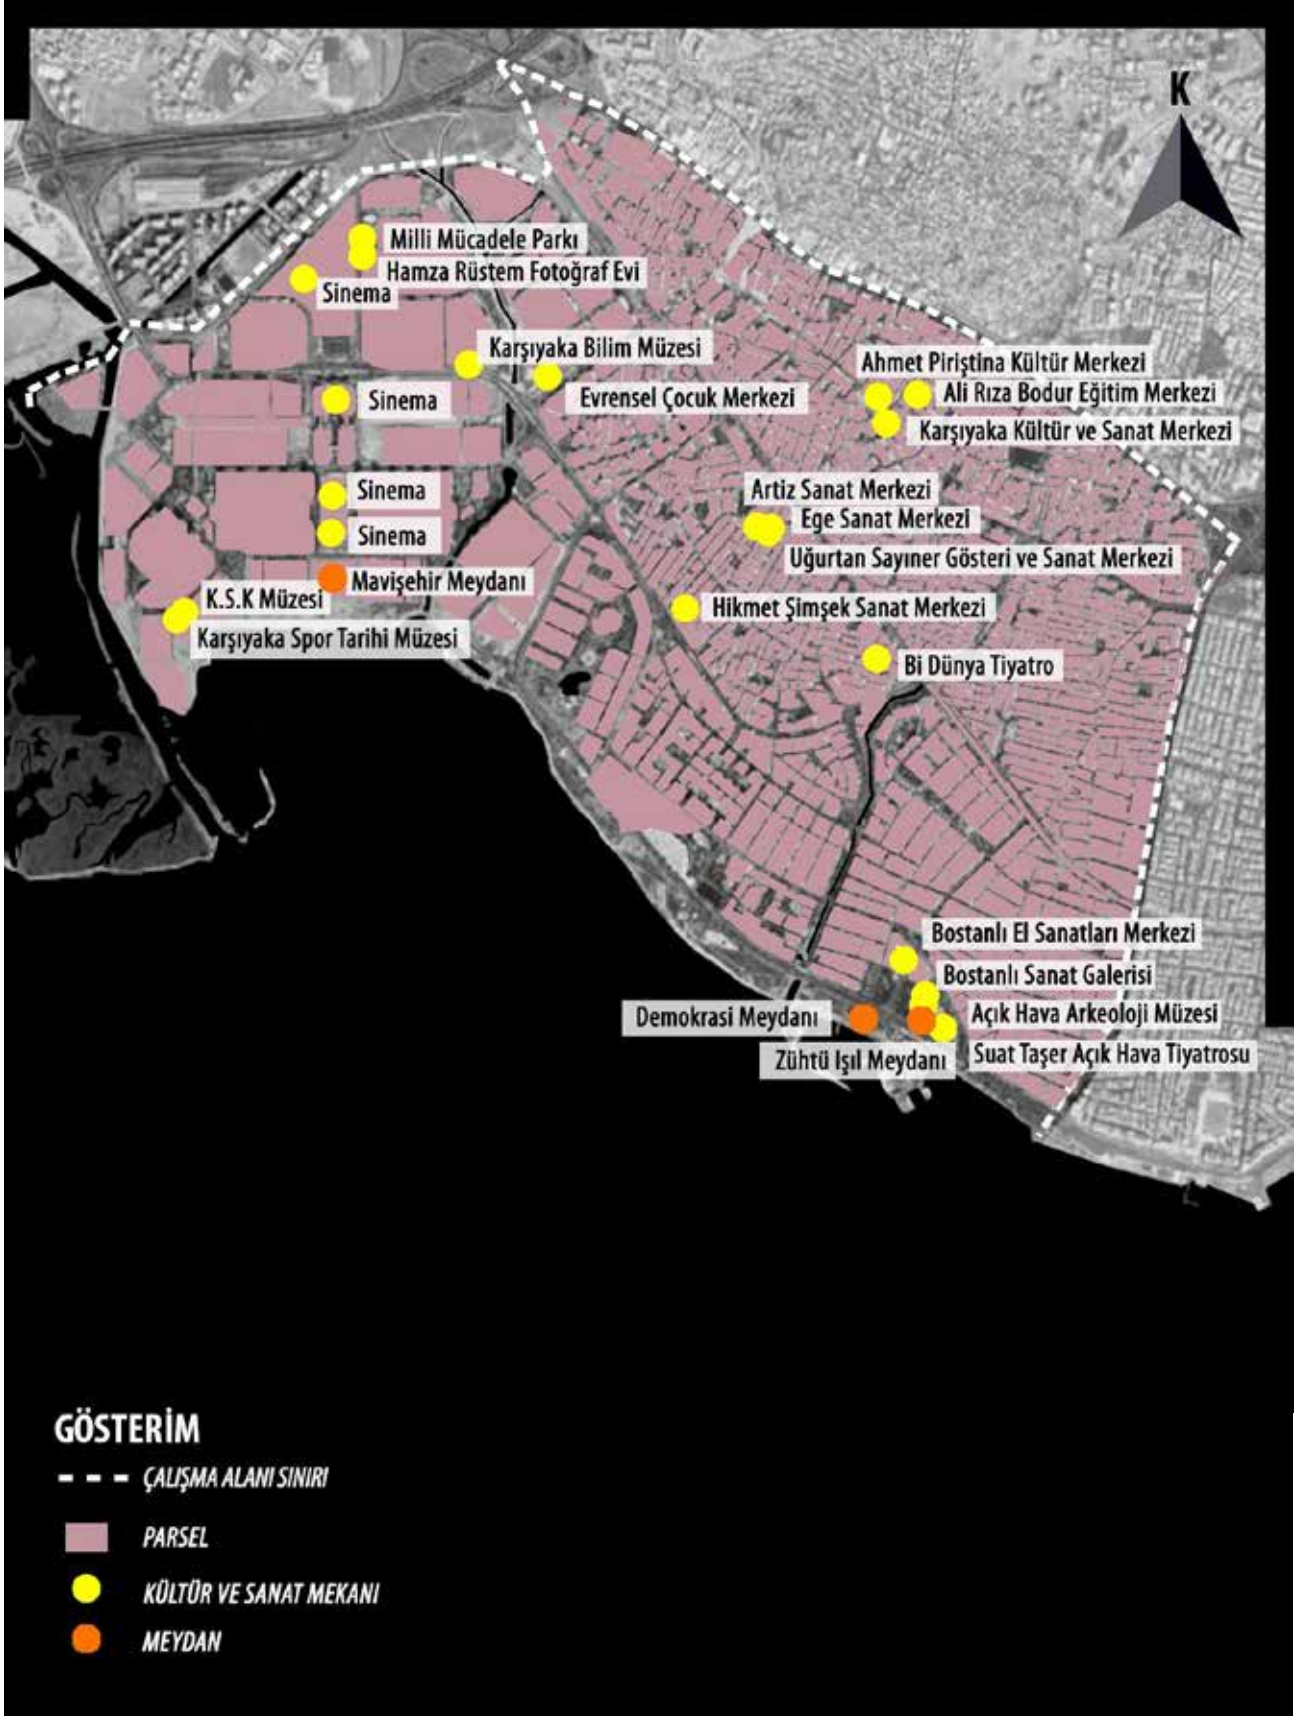 K
Milli Mücadele Parkı
Hamza Rüstem Fotoğraf Evi
Sinema
Karşıyaka Bilim Müzesi
Evrensel Çocuk Merkezi
Ahmet Piriştina Kültür Merkezi
Ali Rıza Bodur Eğitim Merkezi
Karşıyaka Kültür ve Sanat Merkezi
Sinema
Artiz Sanat Merkezi
Ege Sanat Merkezi
Uğurtan Sayıner Gösteri ve Sanat Merkezi
Sinema
Sinema
Mavişehir Meydanı
K.S.K Müzesi
Karşıyaka Spor Tarihi Müzesi
Hikmet Şimşek Sanat Merkezi
Bi Dünya Tiyatro
Bostanlı El Sanatları Merkezi
Bostanlı Sanat Galerisi
Demokrasi Meydanı
Açık Hava Arkeoloji Müzesi
Zühtü Işıl Meydanı
Suat Taşer Açık Hava Tiyatrosu
GÖSTERİM
ÇALIŞMA ALANI SINIRI
PARSEL
KÜLTÜR VE SANAT MEKANI
MEYDAN